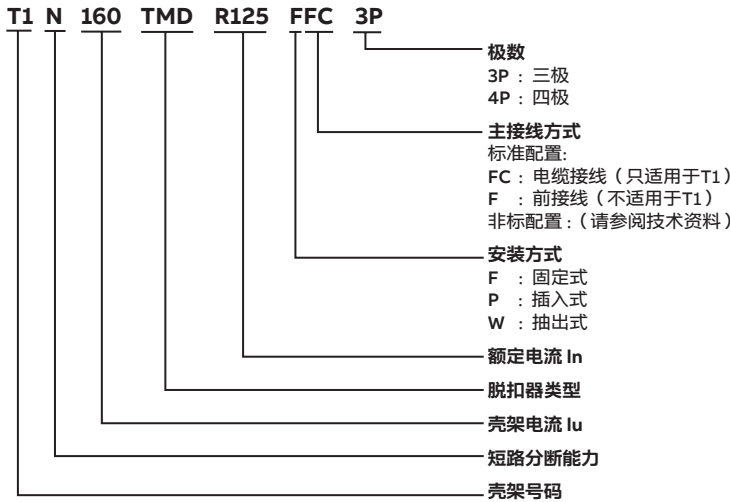 T1 N 160 TMD R125 FFC 3P
极数
3P : 三极
4P : 四极
主接线方式
标准配置:
FC : 电缆接线（只适用于T1）
F : 前接线（不适用于T1）
非标配置 :（请参阅技术资料）
安装方式
F : 固定式
P : 插入式
W : 抽出式
额定电流 In
脱扣器类型
壳架电流 Iu
短路分断能力
壳架号码